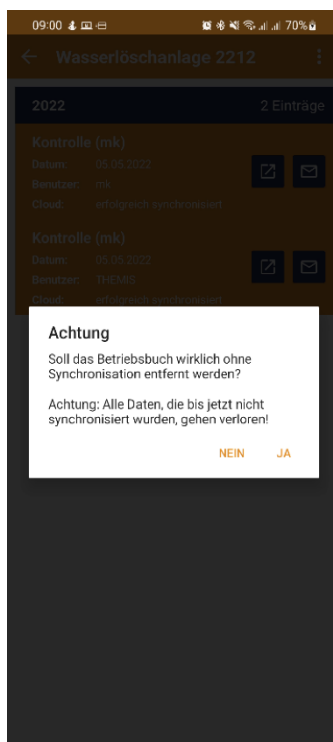 09:00 70%
Wasserlöschanlage 2212
2022 2 Einträge
Kontrolle (mk)
Datum: 05.05.2022
Benutzer: mk
Cloud: erfolgreich synchronisiert
Kontrolle (mk)
Datum: 05.05.2022
Benutzer: THEMIS
Cloud: erfolgreich synchronisiert
Achtung
Soll das Betriebsbuch wirklich ohne
Synchronisation entfernt werden?
Achtung: Alle Daten, die bis jetzt nicht
synchronisiert wurden, gehen verloren!
NEIN JA